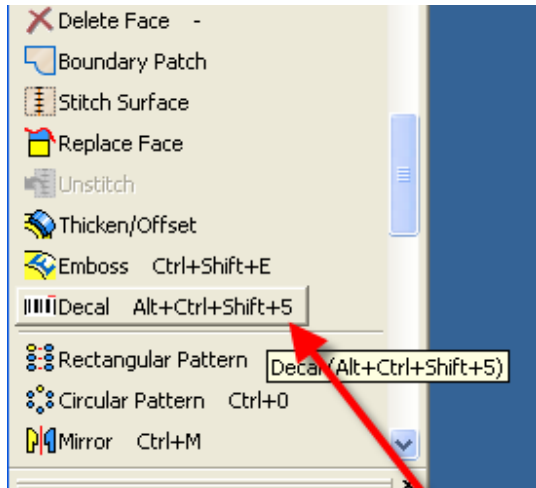 Delete Face -
Boundary Patch
Stitch Surface
Replace Face
Unstitch
Thicken/Offset
Emboss Ctrl+Shift+E
Decal Alt+Ctrl+Shift+5
Rectangular Pattern
Decal (Alt+Ctrl+Shift+5)
Circular Pattern Ctrl+0
Mirror Ctrl+M